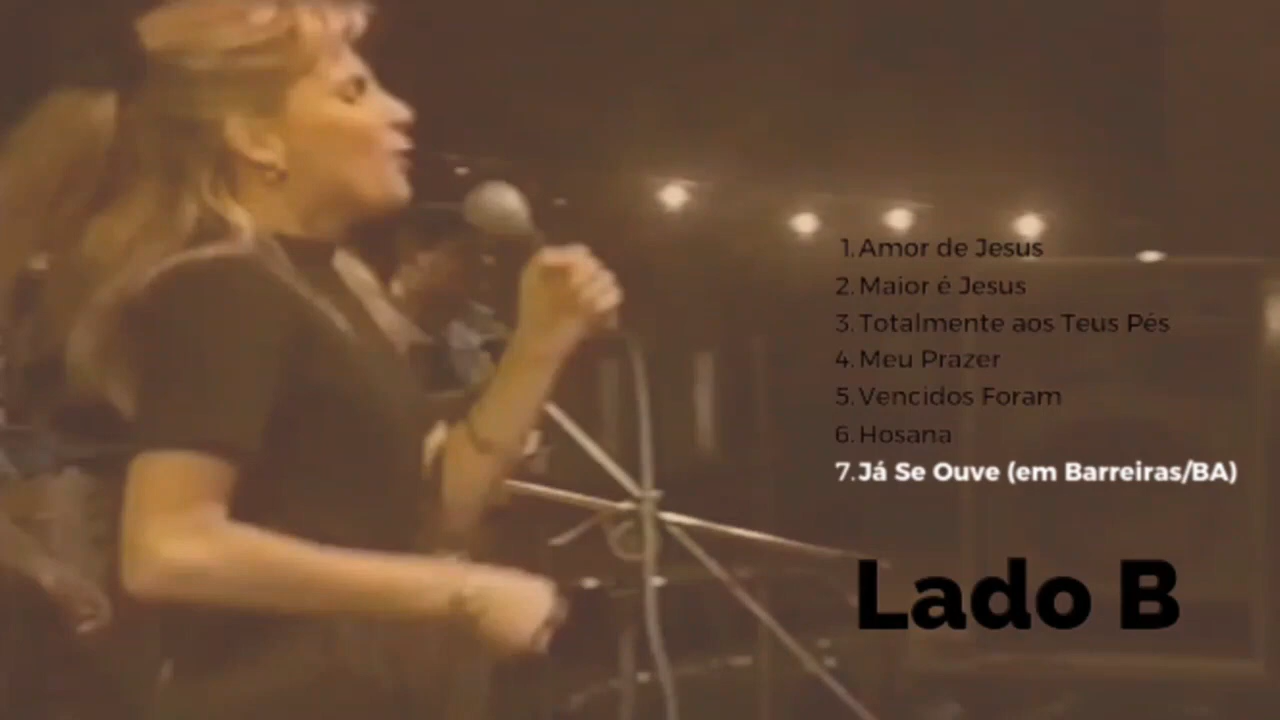 1. Amor de Jesus
2. Maior é Jesus
3. Totalmente aos Teus Pés
4. Meu Prazer
5. Vencidos Foram
6. Hosana
7. Já Se Ouve (em Barreiras/BA)
Lado B